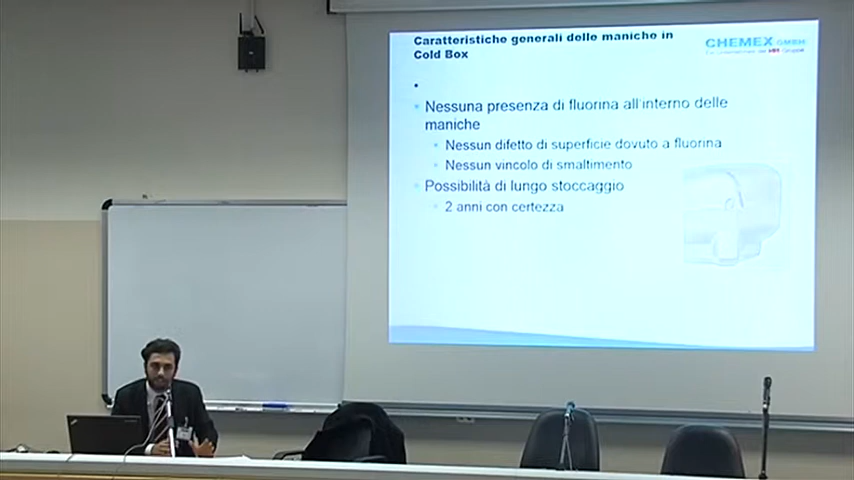 Caratteristiche generali delle maniche in
Cold Box
CHEMEX GMBH
Nessuna presenza di fluorina all'interno delle
maniche
Nessun difetto di superficie dovuto a fluorina
Nessun vincolo di smaltimento
Possibilità di lungo stoccaggio
2 anni con certezza